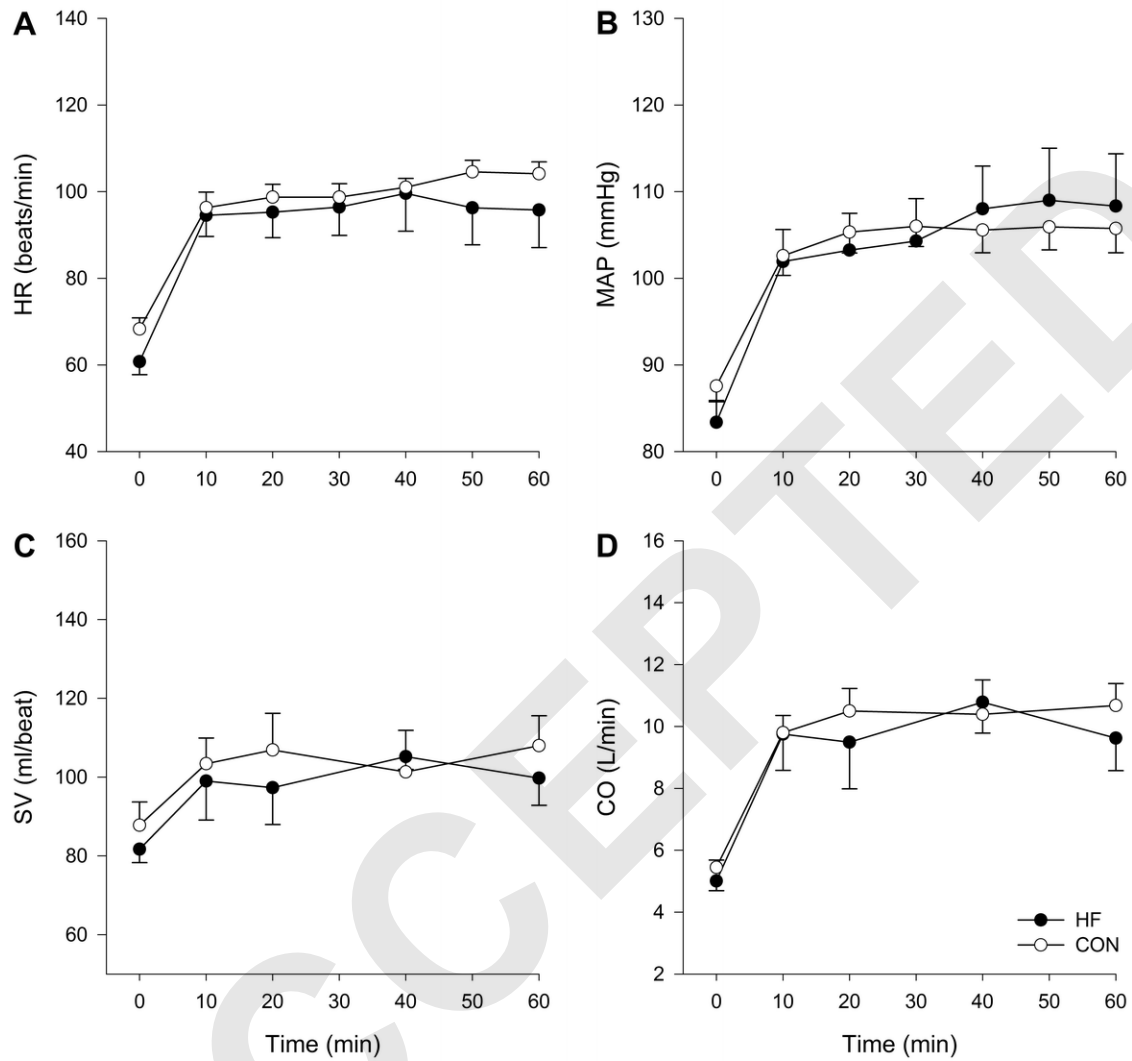 A
HR (beats/min)
140
120
100
80
60
40
0 10 20 30 40 50 60
B
MAP (mmHg)
130
120
110
100
90
80
0 10 20 30 40 50 60
C
SV (ml/beat)
160
140
120
100
80
60
0 10 20 30 40 50 60
Time (min)
D
CO (L/min)
16
14
12
10
8
6
4
2
HF
CON
0 10 20 30 40 50 60
Time (min)
CCEPTED